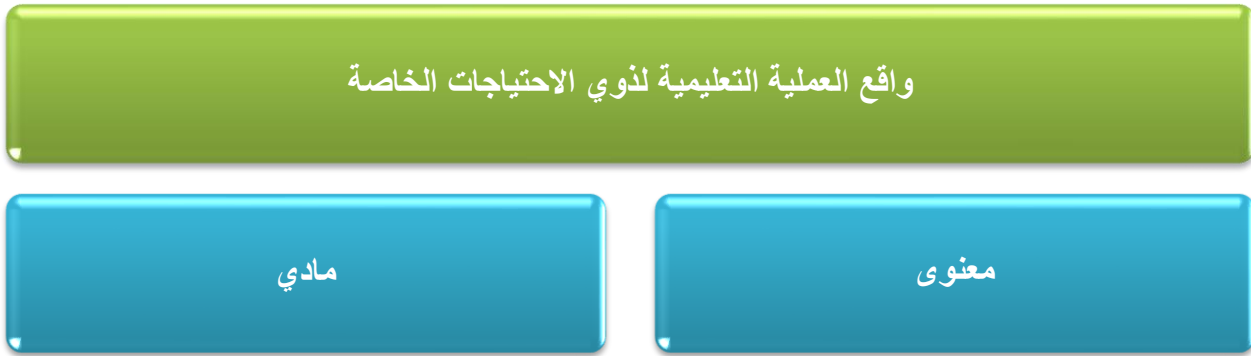 واقع العملية التعليمية لذوي الاحتياجات الخاصة
معنوى
مادي